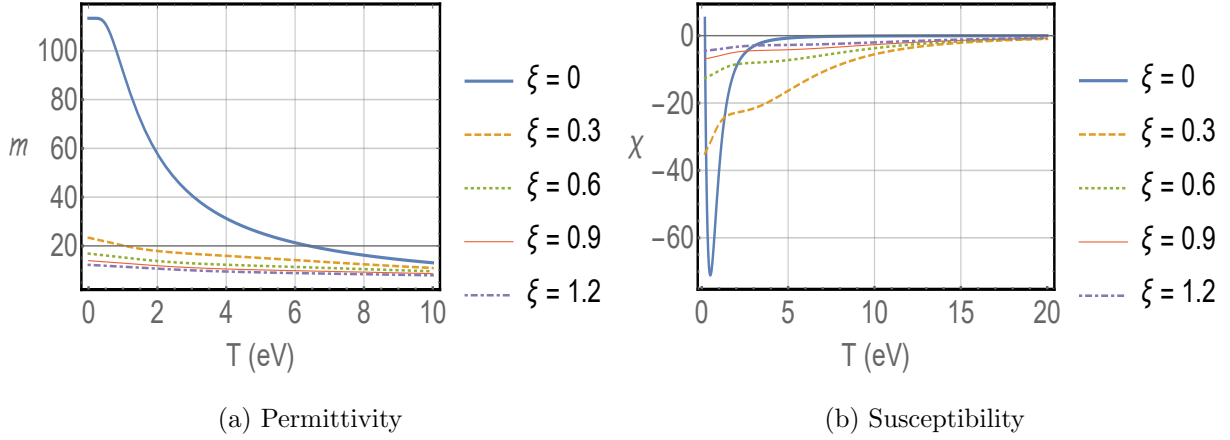 m
100
80
60
40
20
0
2
4
6
8
10
T (eV)
ξ = 0
ξ = 0.3
ξ = 0.6
ξ = 0.9
ξ = 1.2
(a) Permittivity
χ
0
−20
−40
−60
0
5
10
15
20
T (eV)
ξ = 0
ξ = 0.3
ξ = 0.6
ξ = 0.9
ξ = 1.2
(b) Susceptibility